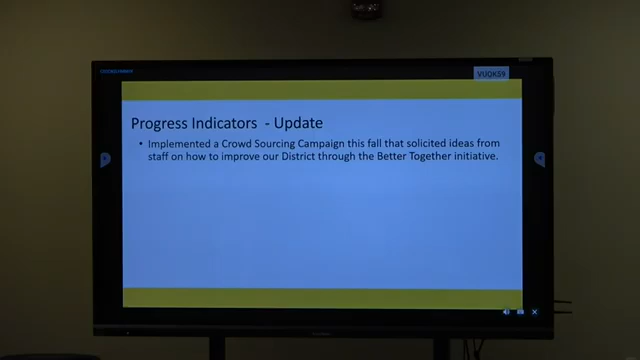 VUOKS9
Progress Indicators - Update
• Implemented a Crowd Sourcing Campaign this fall that solicited ideas from
staff on how to improve our District through the Better Together initiative.